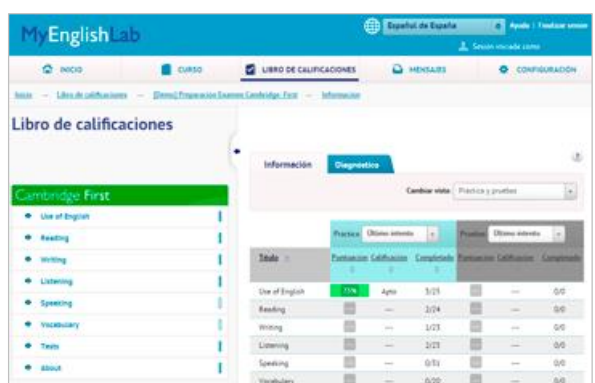 MyEnglishLab
Español de España
Ayuda | Finalizar sesión
Sesión iniciada como
INICIO
CURSO
LIBRO DE CALIFICACIONES
MENSAJES
CONFIGURACIÓN
Inicio — Libro de calificaciones — [Demo] Preparación Examen Cambridge: First — Información
Libro de calificaciones
Información
Diagnóstico
Cambiar vista: Práctica y pruebas
Cambridge First
Use of English
Reading
Writing
Listening
Speaking
Vocabulary
Tests
About
Práctica Último intento
Pruebas Último intento
Título Puntuación Calificación Completado Puntuación Calificación Completado
Use of English 75% Apto 3/25 — --- 0/0
Reading — --- 2/24 — --- 0/0
Writing — --- 1/23 — --- 0/0
Listening — --- 2/25 — --- 0/0
Speaking — --- 0/31 — --- 0/0
Vocabulary — --- 0/20 — --- 0/0